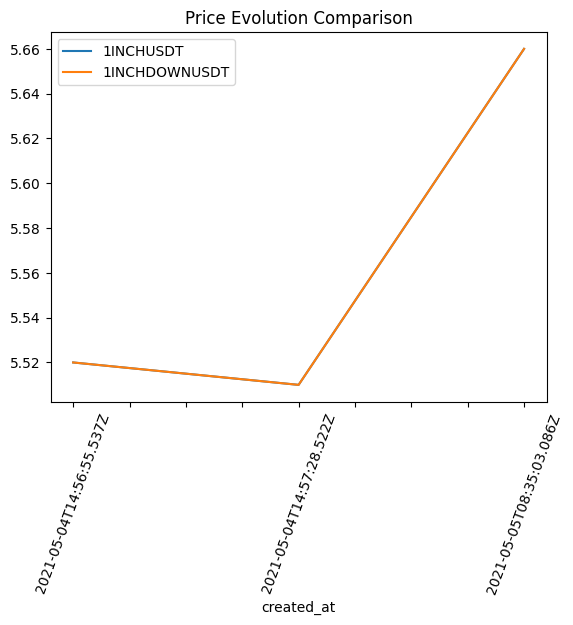 Price Evolution Comparison
1INCHUSDT
1INCHDOWNUSDT
5.66
5.64
5.62
5.60
5.58
5.56
5.54
5.52
2021-05-04T14:56:55.537Z
2021-05-04T14:57:28.522Z
2021-05-05T08:35:03.086Z
created_at